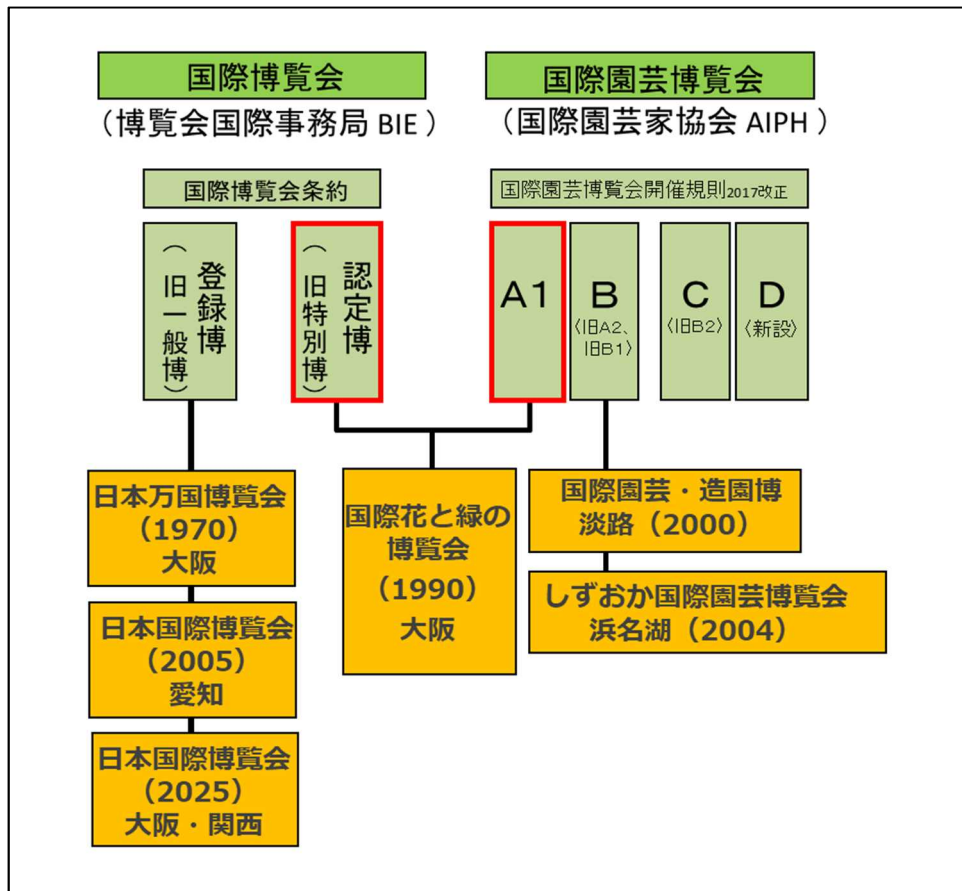 国際博覧会
（博覧会国際事務局 BIE ）
国際博覧会条約
登録博
（旧一般博）
認定博
（旧特別博）
日本万国博覧会
（1970）
大阪
日本国際博覧会
（2005）
愛知
日本国際博覧会
（2025）
大阪・関西
国際花と緑の
博覧会
（1990）
大阪
国際園芸博覧会
（国際園芸家協会 AIPH ）
国際園芸博覧会開催規則2017改正
A1
B
〈旧A2、
旧B1〉
C
〈旧B2〉
D
〈新設〉
国際園芸・造園博
淡路（2000）
しずおか国際園芸博覧会
浜名湖（2004）